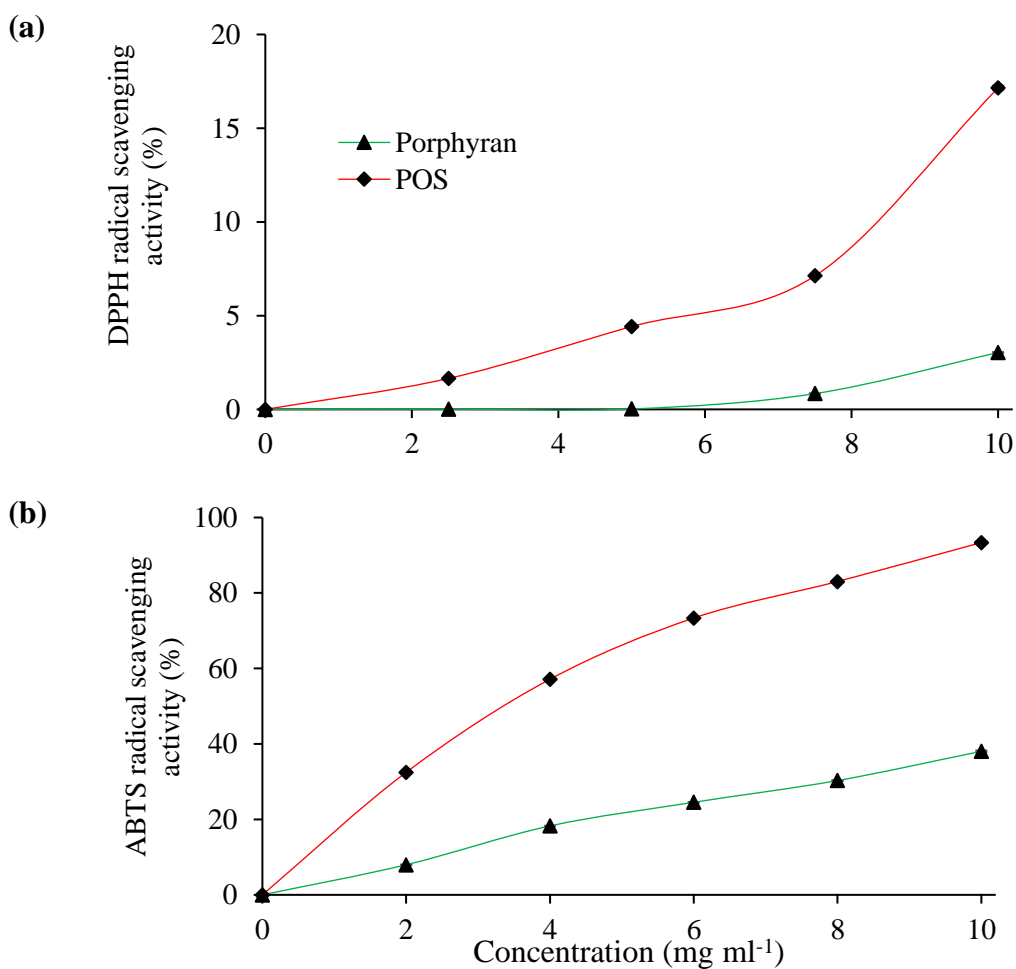 (a)
DPPH radical scavenging
activity (%)
20
15
10
5
0
Porphyran
POS
0 2 4 6 8 10
(b)
ABTS radical scavenging
activity (%)
100
80
60
40
20
0
0 2 4 6 8 10
Concentration (mg ml⁻¹)